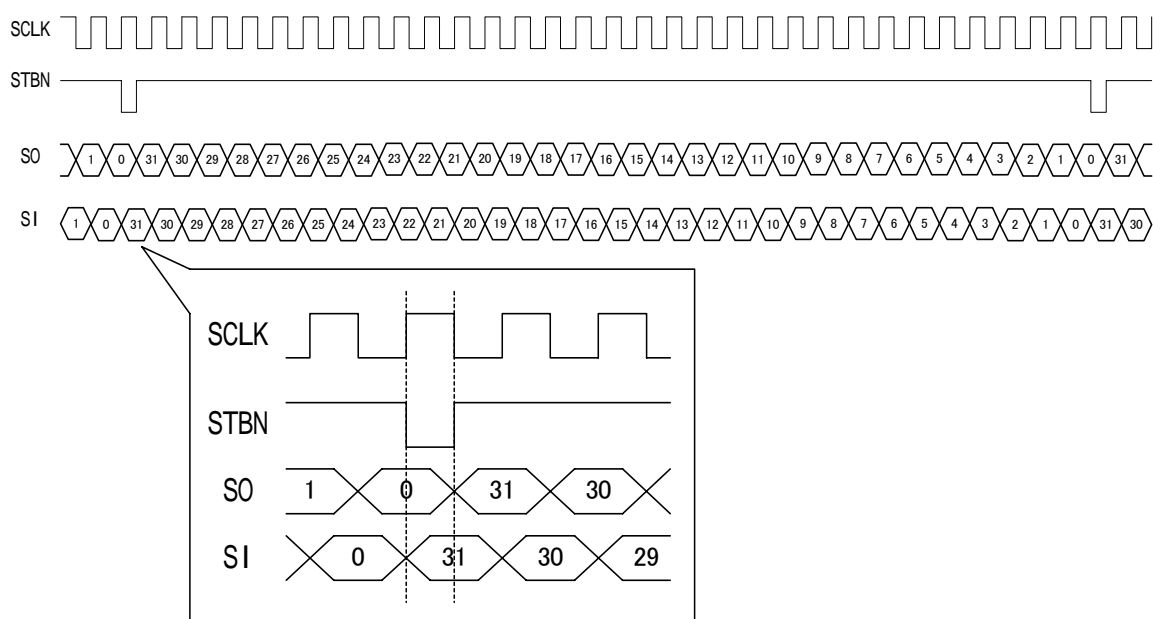 SCLK
STBN
SO 1 0 31 30 29 28 27 26 25 24 23 22 21 20 19 18 17 16 15 14 13 12 11 10 9 8 7 6 5 4 3 2 1 0 31
SI 1 0 31 30 29 28 27 26 25 24 23 22 21 20 19 18 17 16 15 14 13 12 11 10 9 8 7 6 5 4 3 2 1 0 31 30
SCLK
STBN
SO 1 0 31 30
SI 0 31 30 29